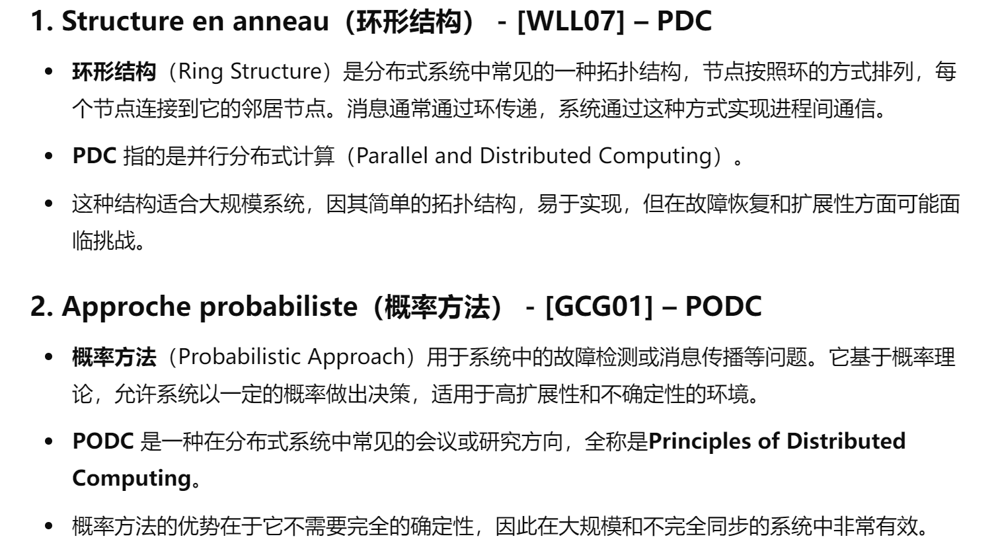 1. Structure en anneau（环形结构） - [WLL07] – PDC
• 环形结构（Ring Structure）是分布式系统中常见的一种拓扑结构，节点按照环的方式排列，每
个节点连接到它的邻居节点。消息通常通过环传递，系统通过这种方式实现进程间通信。
• PDC 指的是并行分布式计算（Parallel and Distributed Computing）。
• 这种结构适合大规模系统，因其简单的拓扑结构，易于实现，但在故障恢复和扩展性方面可能面
临挑战。
2. Approche probabiliste（概率方法） - [GCG01] – PODC
• 概率方法（Probabilistic Approach）用于系统中的故障检测或消息传播等问题。它基于概率理
论，允许系统以一定的概率做出决策，适用于高扩展性和不确定性的环境。
• PODC 是一种在分布式系统中常见的会议或研究方向，全称是Principles of Distributed
Computing。
• 概率方法的优势在于它不需要完全的确定性，因此在大规模和不完全同步的系统中非常有效。